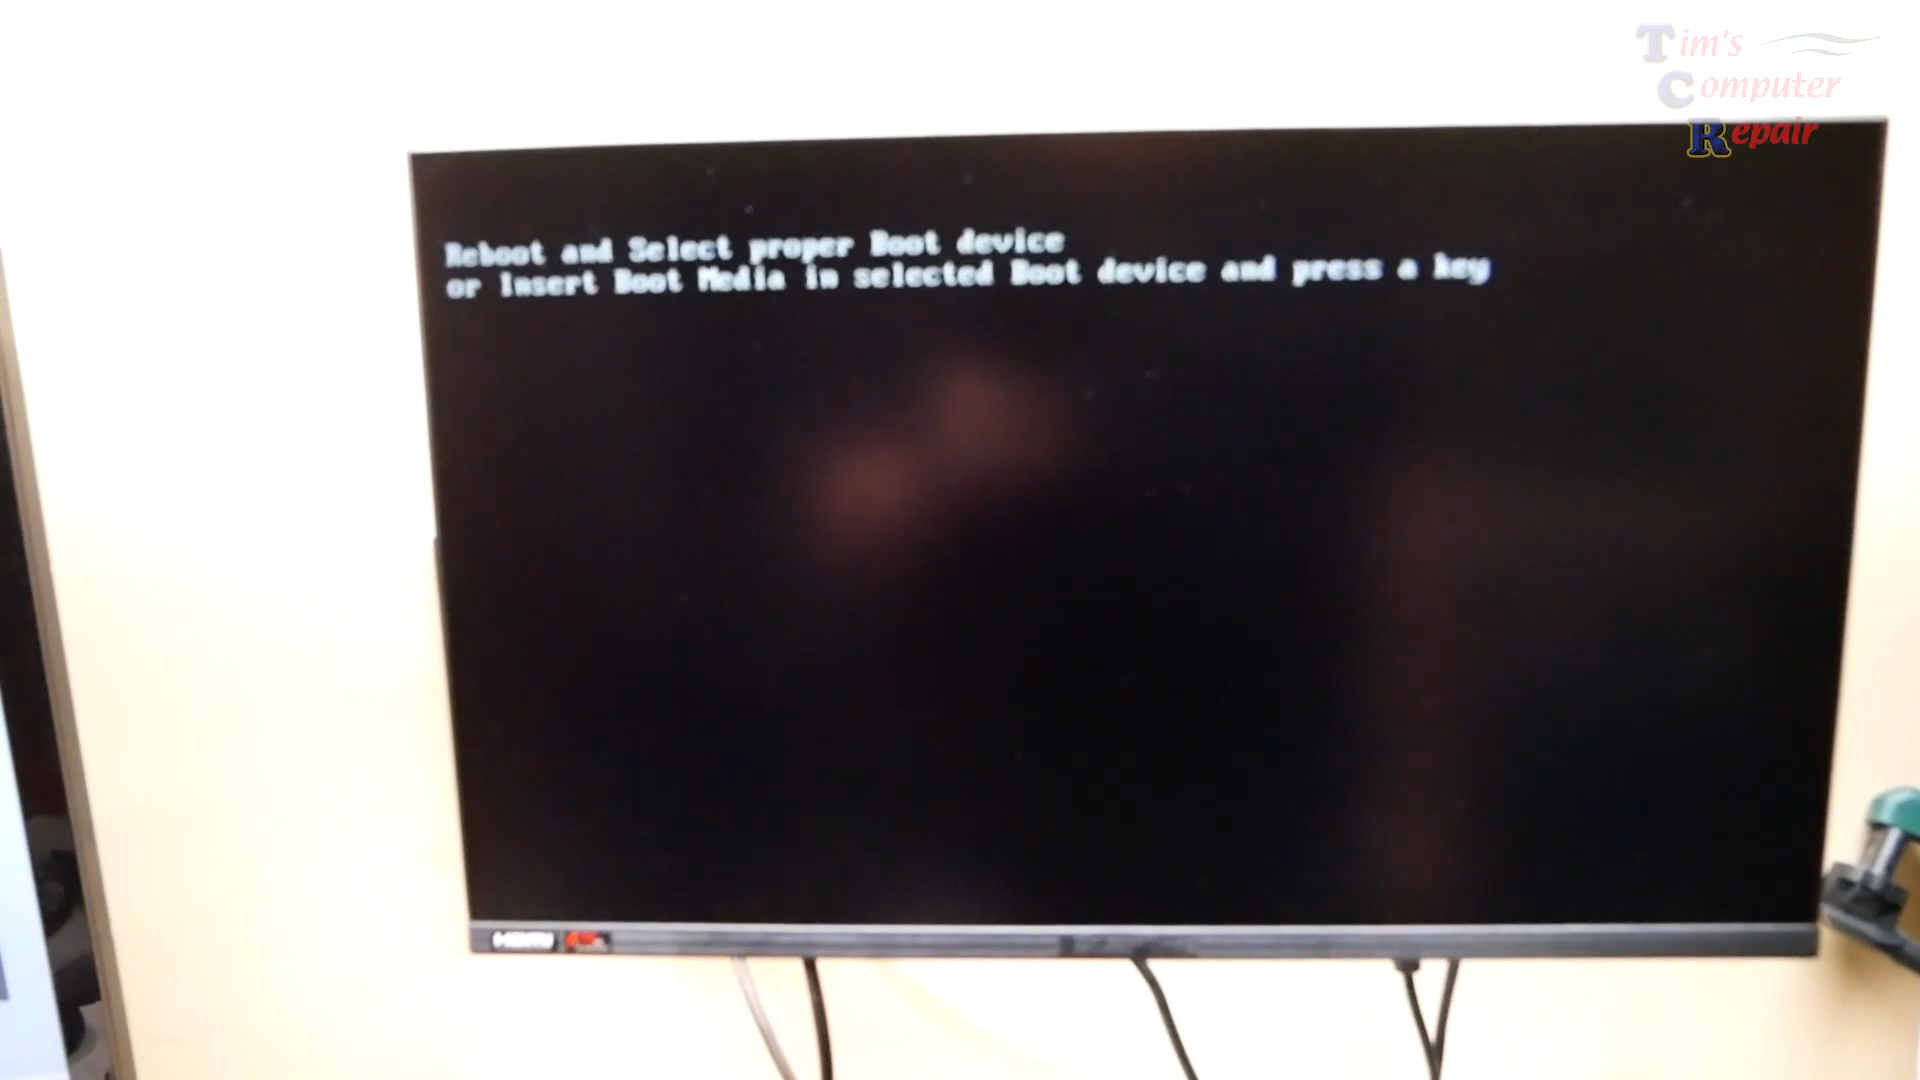 Tim's
Computer
Repair
Reboot and Select proper Boot device
or Insert Boot Media in selected Boot device and press a key
HDMI